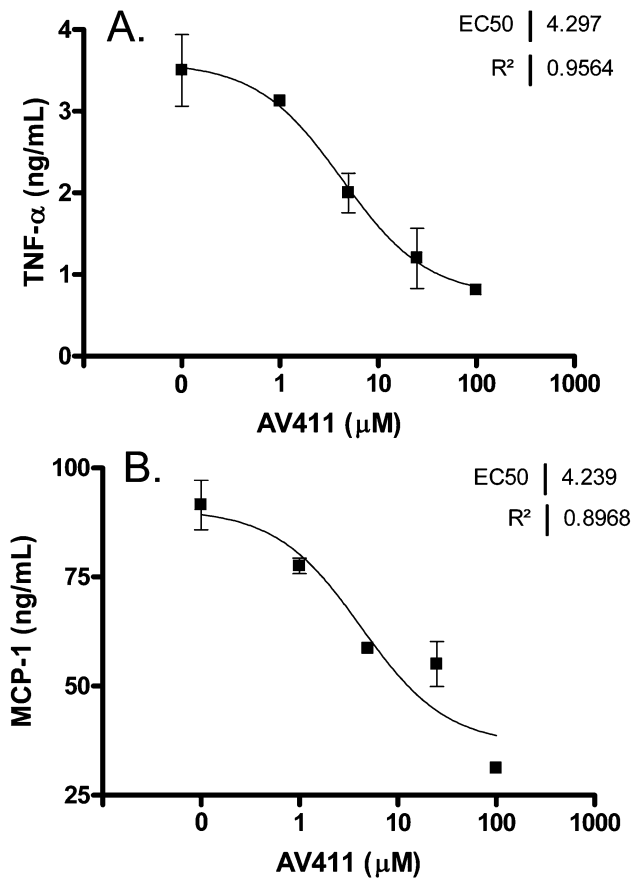 A.
EC50 | 4.297
R² | 0.9564
4
3
2
1
0
TNF-α (ng/mL)
0 1 10 100 1000
AV411 (μM)
B.
EC50 | 4.239
R² | 0.8968
100
75
50
25
MCP-1 (ng/mL)
0 1 10 100 1000
AV411 (μM)